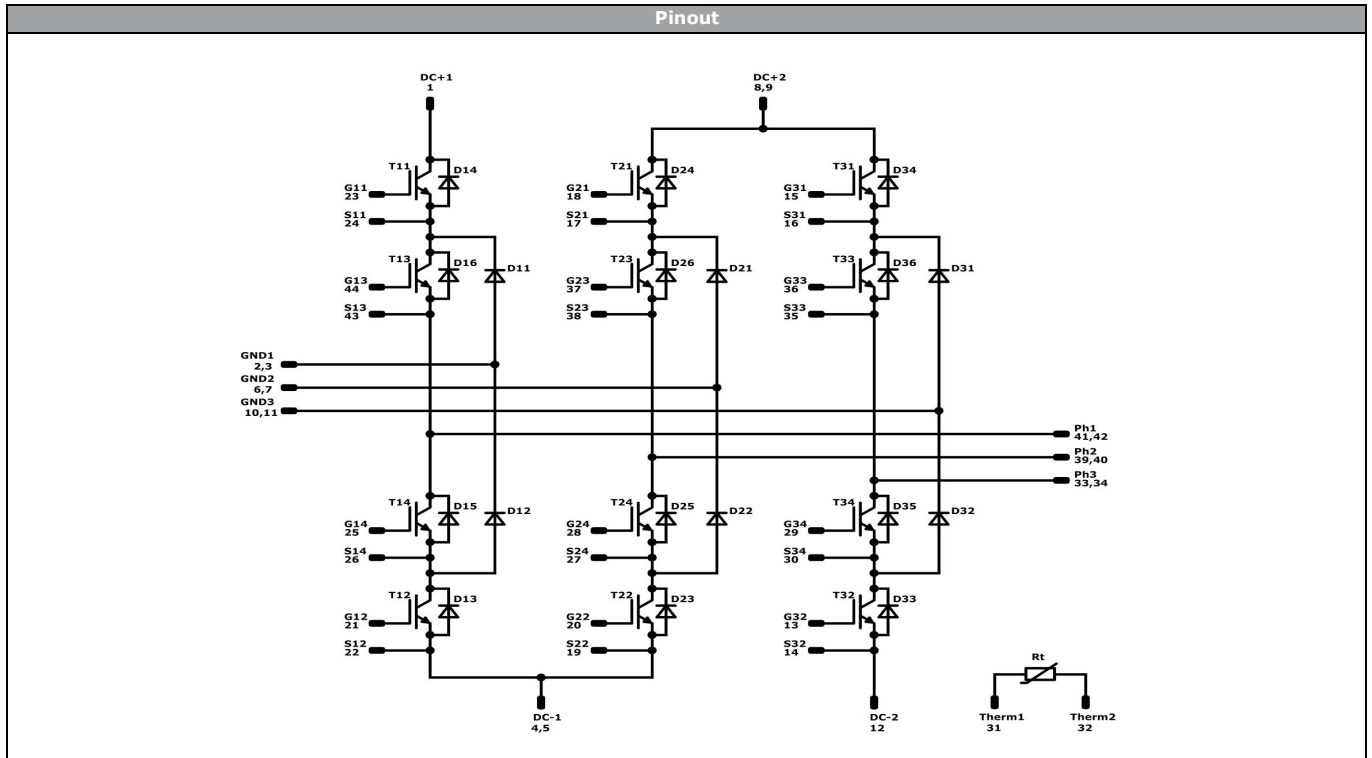 Pinout
DC+1
1
DC+2
8,9
T11
D14
T21
D24
T31
D34
G11
23
G21
18
G31
15
S11
24
S21
17
S31
16
T13
D16
D11
T23
D26
D21
T33
D36
D31
G13
44
G23
37
G33
36
S13
43
S23
38
S33
35
GND1
2,3
GND2
6,7
GND3
10,11
Ph1
41,42
Ph2
39,40
Ph3
33,34
T14
D15
D12
T24
D25
D22
T34
D35
D32
G14
25
G24
28
G34
29
S14
26
S24
27
S34
30
T12
D13
T22
D23
T32
D33
G12
21
G22
20
G32
13
S12
22
S22
19
S32
14
Rt
DC-1
4,5
DC-2
12
Therm1
31
Therm2
32